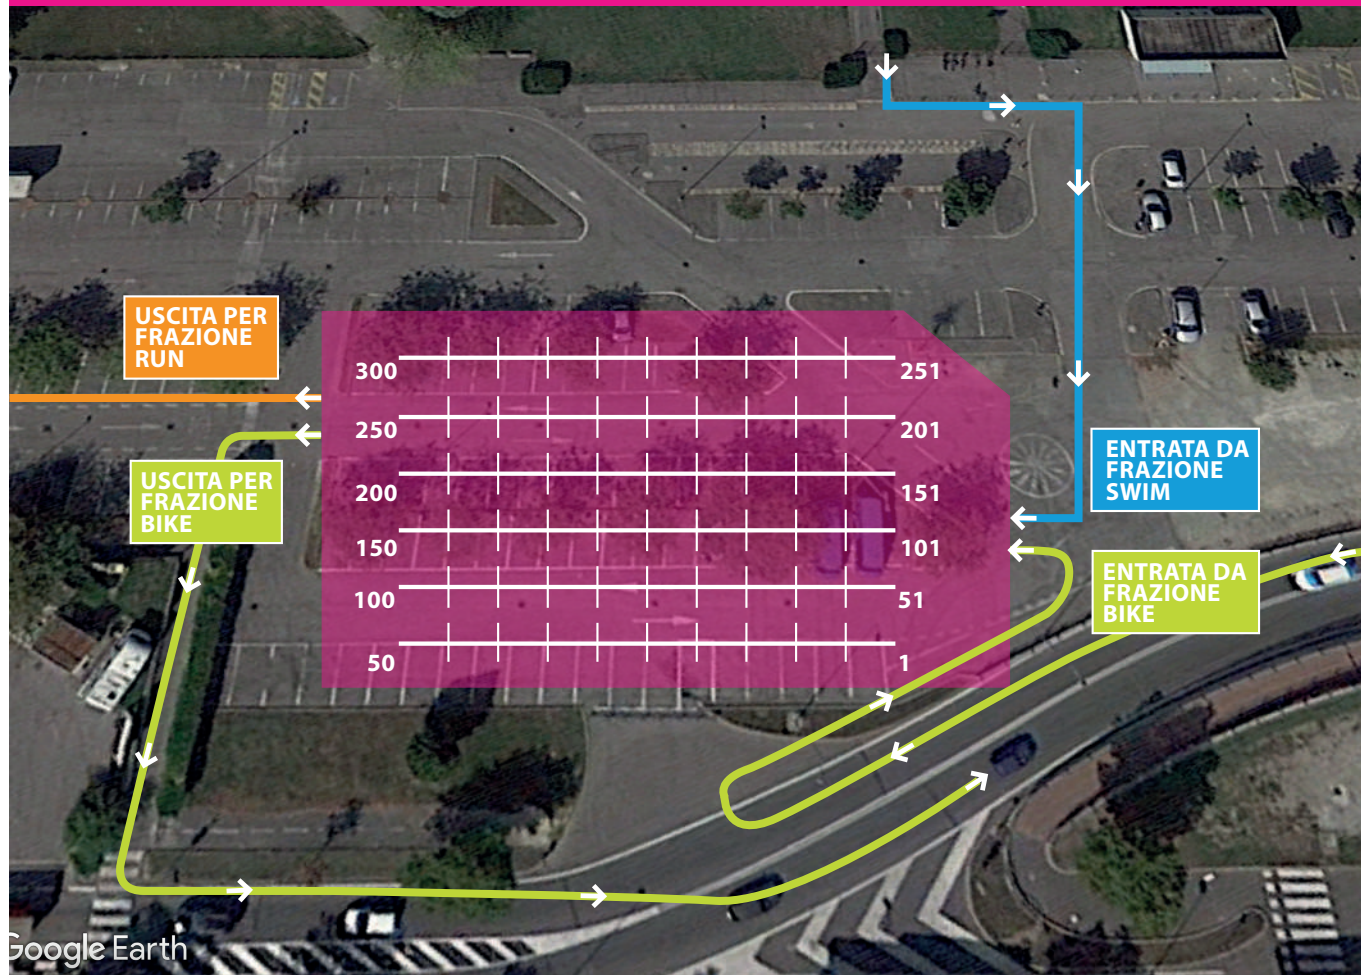 USCITA PER
FRAZIONE
RUN
300
251
250
201
USCITA PER
FRAZIONE
BIKE
200
151
ENTRATA DA
FRAZIONE
SWIM
150
101
ENTRATA DA
FRAZIONE
BIKE
100
51
50
1
Google Earth